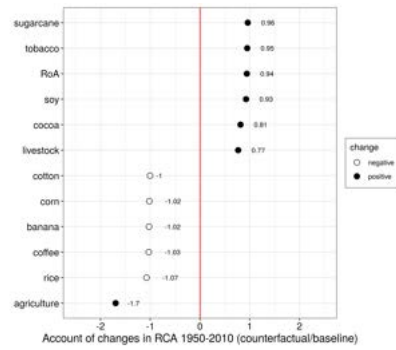 sugarcane 0.96
tobacco 0.95
RoA 0.94
soy 0.93
cocoa 0.81
livestock 0.77
cotton -1
corn -1.02
banana -1.02
coffee -1.03
rice -1.07
agriculture -1.7
-2 -1 0 1 2
Account of changes in RCA 1950-2010 (counterfactual/baseline)
change
negative
positive